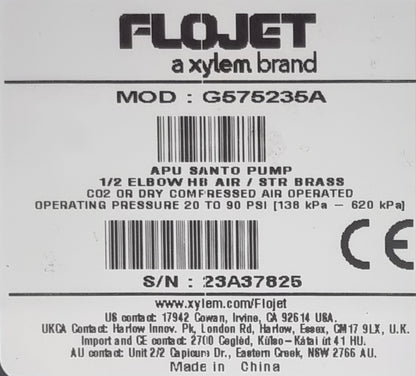 FLOJET
a xylem brand
MOD : G575235A
APU SANTO PUMP
1/2 ELBOW HB AIR / STR BRASS
CO2 OR DRY COMPRESSED AIR OPERATED
OPERATING PRESSURE 20 TO 90 PSI [138 kPa – 620 kPa]
CE
S/N : 23A37825
www.xylem.com/Flojet
US contact: 17942 Cowan, Irvine, CA 92614 USA.
UKCA Contact: Harlow Innov. Pk, London Rd, Harlow, Essex, CM17 9LX, U.K.
Import and CE contact: 2700 Cegléd, Külso-Kátai út 41 HU.
AU contact: Unit 2/2 Capicure Dr., Eastern Creek, NSW 2766 AU.
Made in China